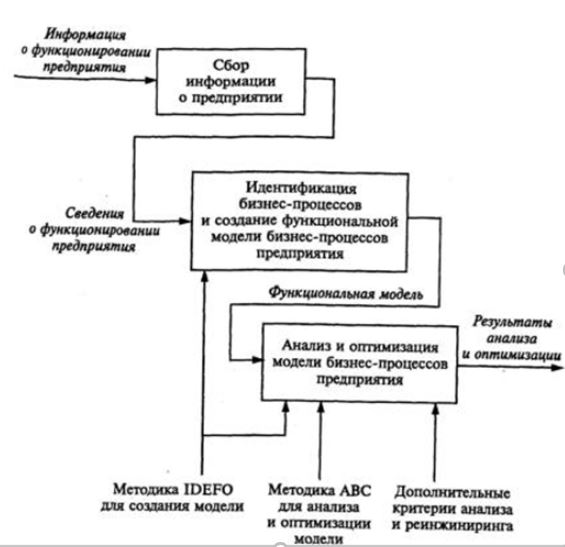 Информация
о функционировании
предприятия
Сбор
информации
о предприятии
Идентификация
бизнес-процессов
и создание функциональной
модели бизнес-процессов
предприятия
Сведения
о функционировании
предприятия
Функциональная модель
Результаты
анализа
и оптимизации
Анализ и оптимизация
модели бизнес-процессов
предприятия
Методика IDEFO
для создания модели
Методика ABC
для анализа
и оптимизации
модели
Дополнительные
критерии анализа
и реинжиниринга